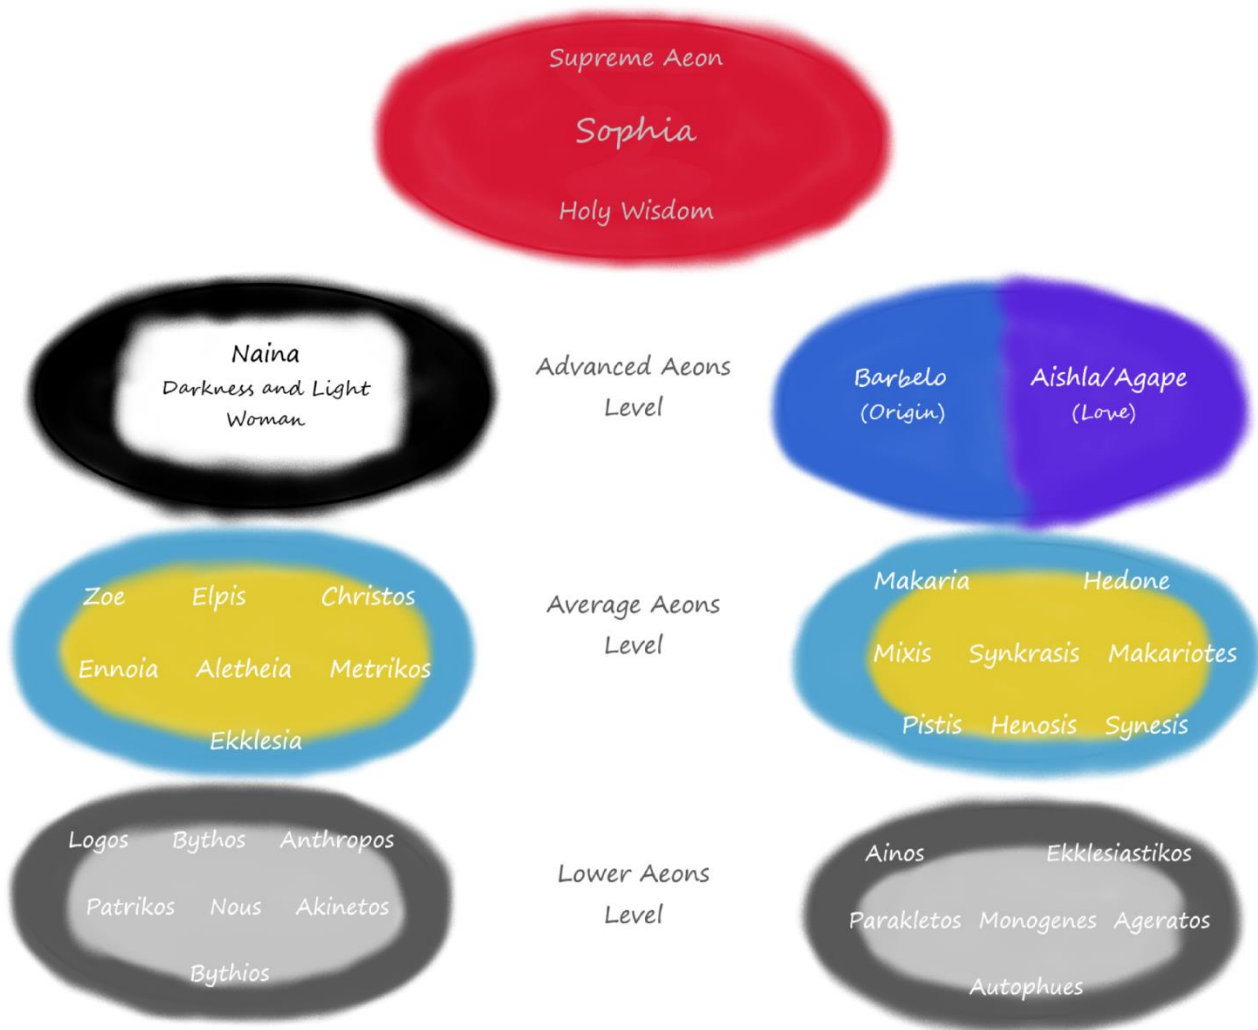 Supreme Aeon
Sophia
Holy Wisdom
Naina
Darkness and Light
Woman
Advanced Aeons
Level
Barbelo
(Origin)
Aishla/Agape
(Love)
Zoe Elpis Christos
Ennoia Aletheia Metrikos
Ekklesia
Average Aeons
Level
Makaria Hedone
Mixis Synkrasis Makariotes
Pistis Henosis Synesis
Logos Bythos Anthropos
Patrikos Nous Akinetos
Bythios
Lower Aeons
Level
Ainos Ekklesiastikos
Parakletos Monogenes Ageratos
Autophues